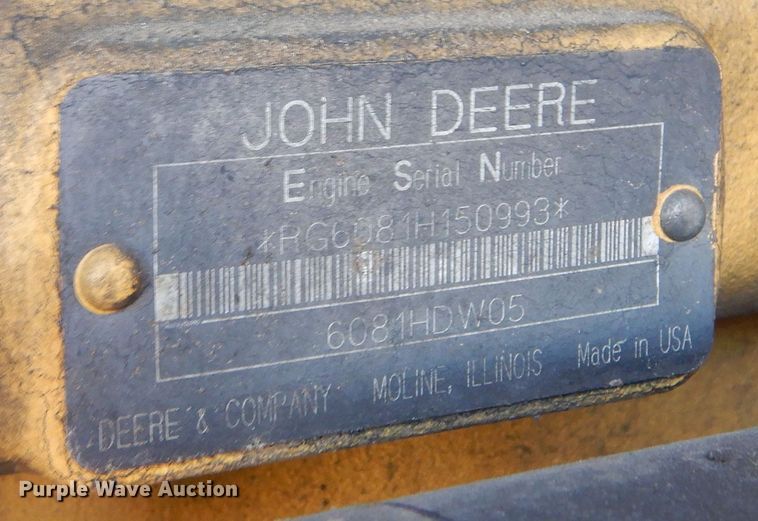 JOHN DEERE
Engine Serial Number
E S N
*RG6081H150993*
6081HDW05
DEERE & COMPANY MOLINE, ILLINOIS Made in USA
Purple Wave Auction